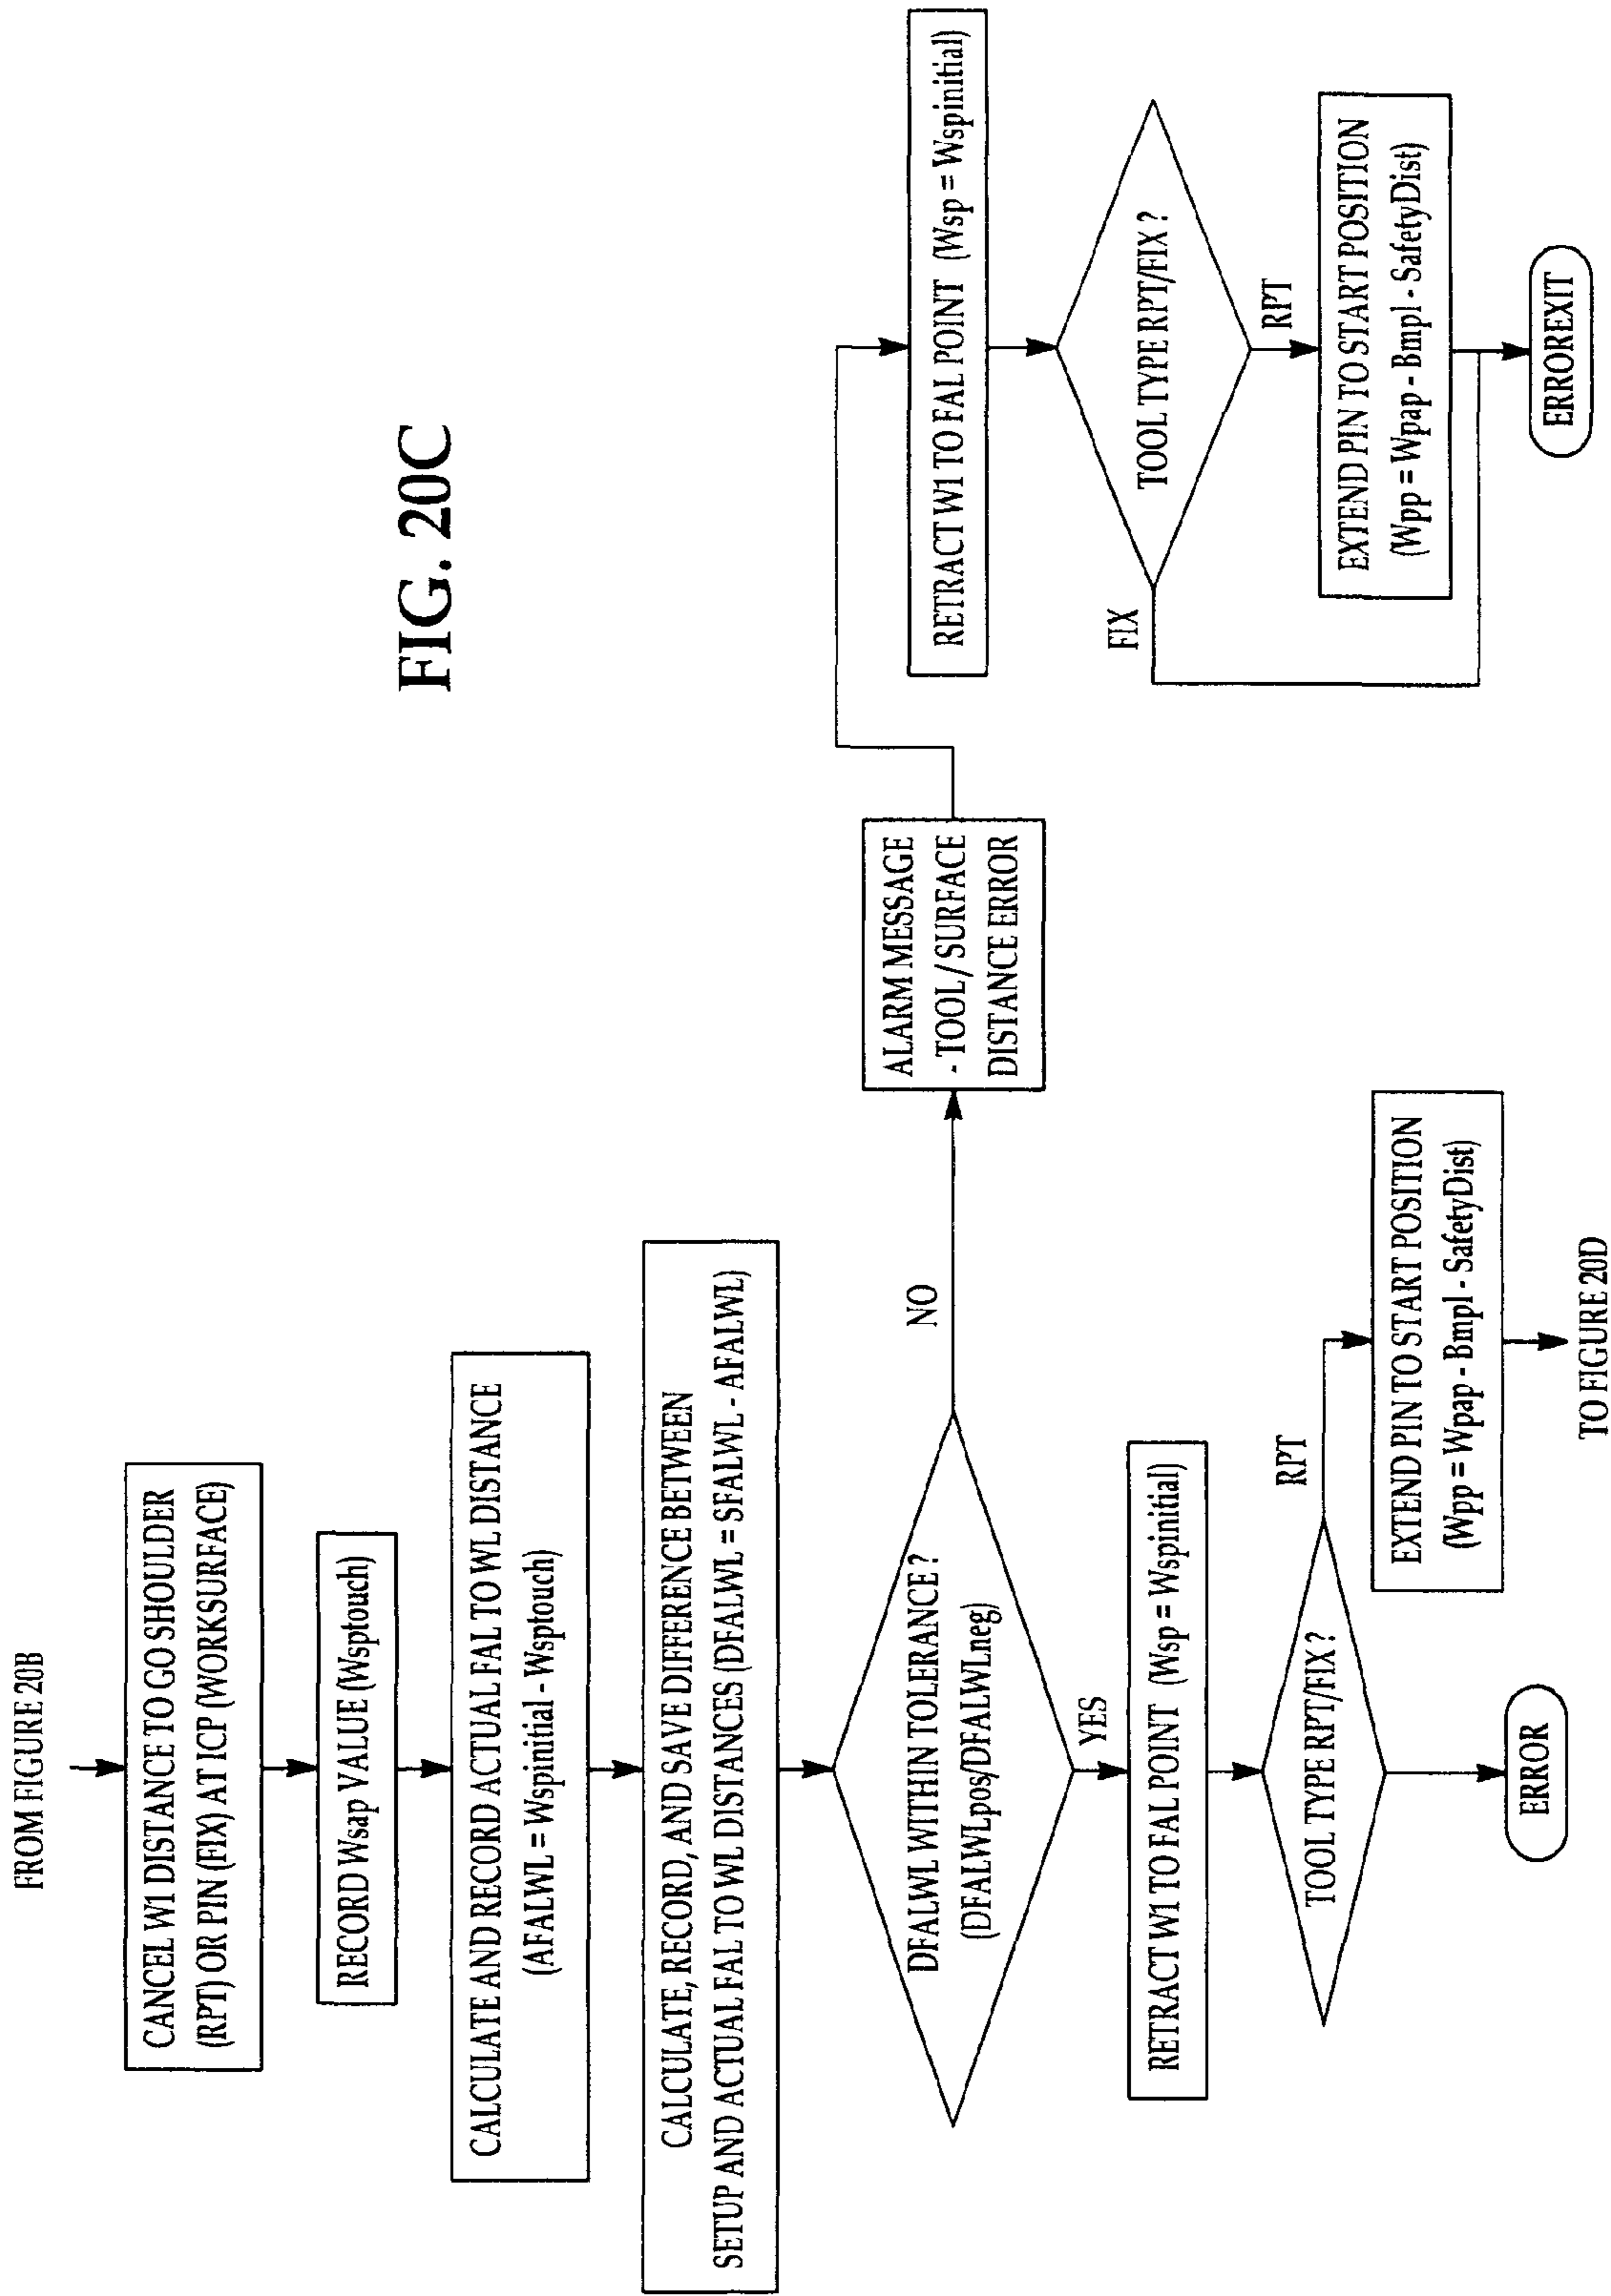 FIG. 20C
FROM FIGURE 20B
CANCEL W1 DISTANCE TO GO SHOULDER
(RPT) OR PIN (FIX) AT ICP (WORKSURFACE)
RECORD Wsap VALUE (Wsptouch)
CALCULATE AND RECORD ACTUAL FAL TO WL DISTANCE
(AFALWL = Wspinitial - Wsptouch)
CALCULATE, RECORD, AND SAVE DIFFERENCE BETWEEN
SETUP AND ACTUAL FAL TO WL DISTANCES (DFALWL = SFALWL - AFALWL)
DFALWL WITHIN TOLERANCE?
(DFALWLpos/DFALWLneg)
NO
YES
RETRACT W1 TO FAL POINT (Wsp = Wspinitial)
TOOL TYPE RPT/FIX?
RPT
ERROR
EXTEND PIN TO START POSITION
(Wpp = Wpap - Bmpl - SafetyDist)
TO FIGURE 20D
ALARM MESSAGE
- TOOL/SURFACE
DISTANCE ERROR
RETRACT W1 TO FAL POINT (Wsp = Wspinitial)
TOOL TYPE RPT/FIX?
FIX
RPT
EXTEND PIN TO START POSITION
(Wpp = Wpap - Bmpl - SafetyDist)
ERROREXIT